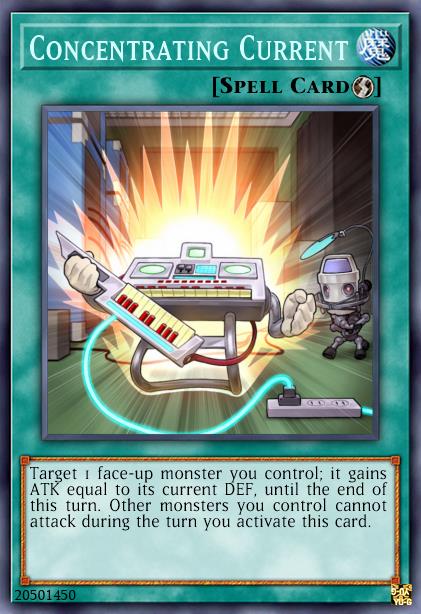 CONCENTRATING CURRENT 魔
[SPELL CARD]
Target 1 face-up monster you control; it gains
ATK equal to its current DEF, until the end of
this turn. Other monsters you control cannot
attack during the turn you activate this card.
20501450